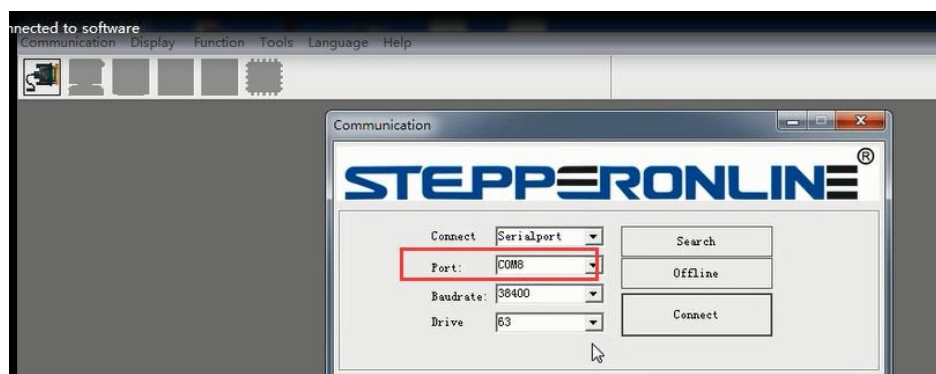 nnected to software
Communication Display Function Tools Language Help
Communication
STEPPERONLINE®
Connect Serialport Search
Port: COM8 Offline
Baudrate: 38400 Connect
Drive 63